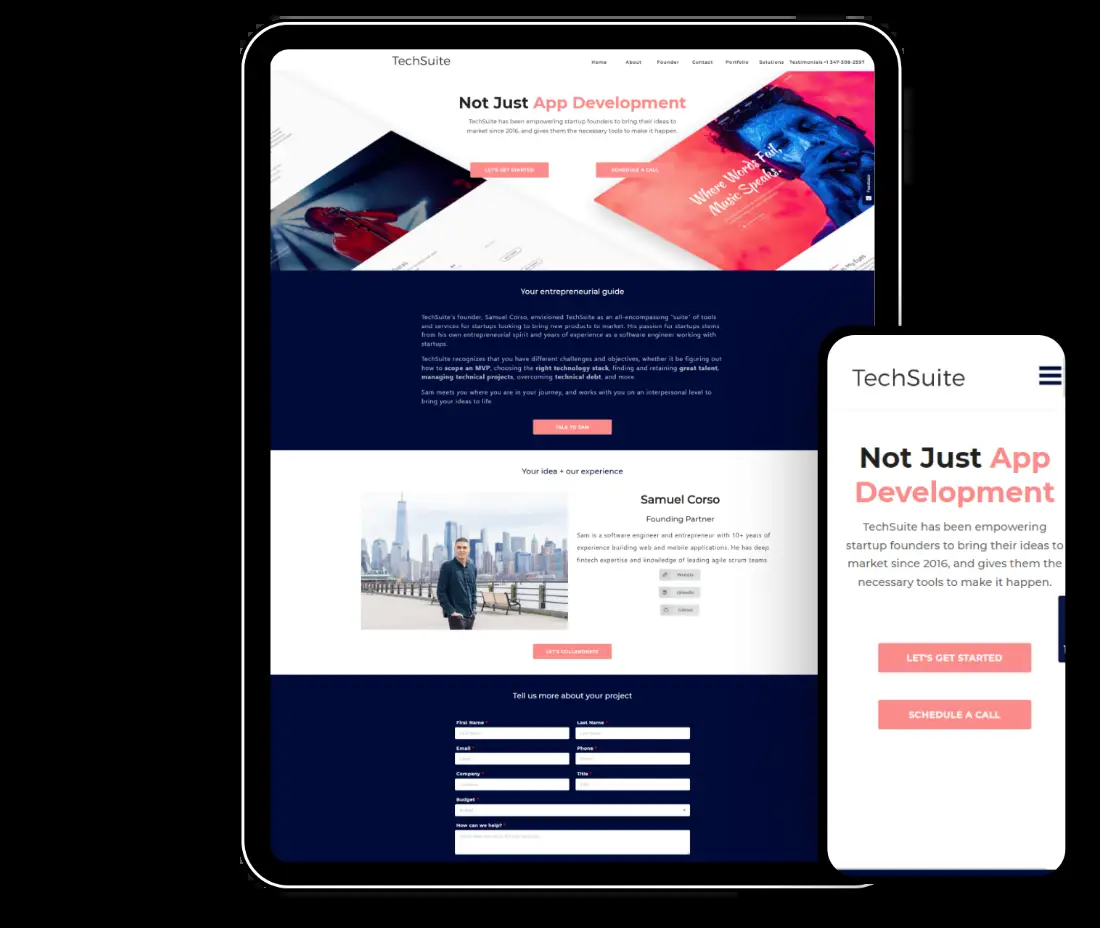 TechSuite
Home About Founder Contact Portfolio Solutions Testimonials +1 347-309-2597
Not Just App Development
TechSuite has been empowering startup founders to bring their ideas to
market since 2016, and gives them the necessary tools to make it happen.
LET'S GET STARTED
SCHEDULE A CALL
Where Words Fail,
Music Speaks.
Your entrepreneurial guide
TechSuite's founder, Samuel Corso, envisioned TechSuite as an all-encompassing "suite" of tools
and services for startups looking to bring new products to market. His passion for startups stems
from his own entrepreneurial spirit and years of experience as a software engineer working with
startups.
TechSuite recognizes that you have different challenges and objectives, whether it be figuring out
how to scope an MVP, choosing the right technology stack, finding and retaining great talent,
managing technical projects, overcoming technical debt, and more.
Sam meets you where you are in your journey, and works with you on an interpersonal level to
bring your ideas to life
TALK TO SAM
Your idea + our experience
Samuel Corso
Founding Partner
Sam is a software engineer and entrepreneur with 10+ years of
experience building web and mobile applications. He has deep
fintech expertise and knowledge of leading agile scrum teams
LinkedIn
LET'S COLLABORATE
Tell us more about your project
First Name *
Last Name *
Email *
Phone *
Company *
Title *
Budget *
How can we help? *
TechSuite
Not Just App
Development
TechSuite has been empowering
startup founders to bring their ideas to
market since 2016, and gives them the
necessary tools to make it happen.
LET'S GET STARTED
SCHEDULE A CALL